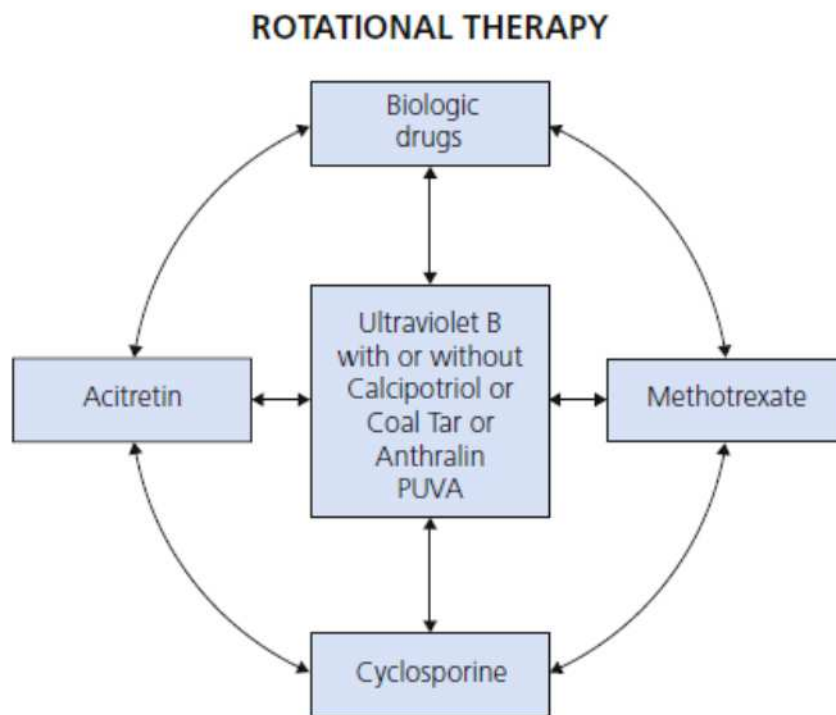 ROTATIONAL THERAPY
Biologic
drugs
Acitretin
Ultraviolet B
with or without
Calcipotriol or
Coal Tar or
Anthralin
PUVA
Methotrexate
Cyclosporine